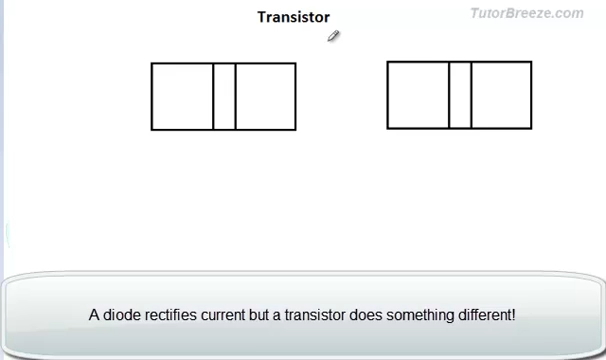 Transistor
TutorBreeze.com
A diode rectifies current but a transistor does something different!